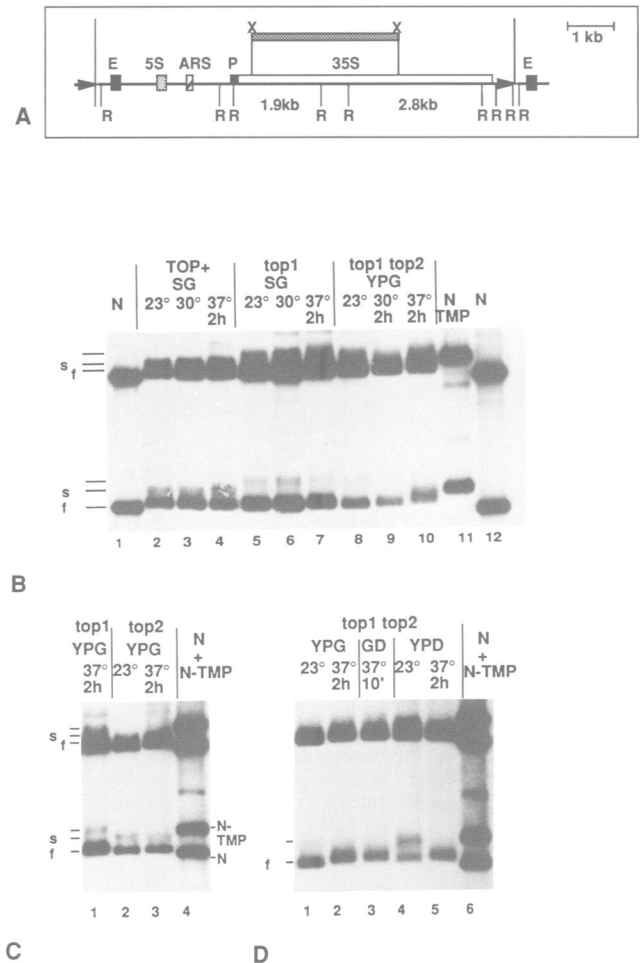 X X
1 kb
E 5S ARS P 35S E
1.9kb 2.8kb
R R R R R R R R R
A
TOP+ top1 top1 top2
SG SG YPG N N
N 23° 30° 37° 23° 30° 37° 23° 30° 37° TMP
2h 2h 2h 2h
s
f
s
f
1 2 3 4 5 6 7 8 9 10 11 12
B
top1 top2 N
YPG YPG +
37° 23° 37° N-TMP
2h 2h
s
f
s
f
N-
TMP
N
1 2 3 4
C
top1 top2
YPG GD YPD N
23° 37° 37° 23° 37° +
2h 10' 2h N-TMP
f
1 2 3 4 5 6
D